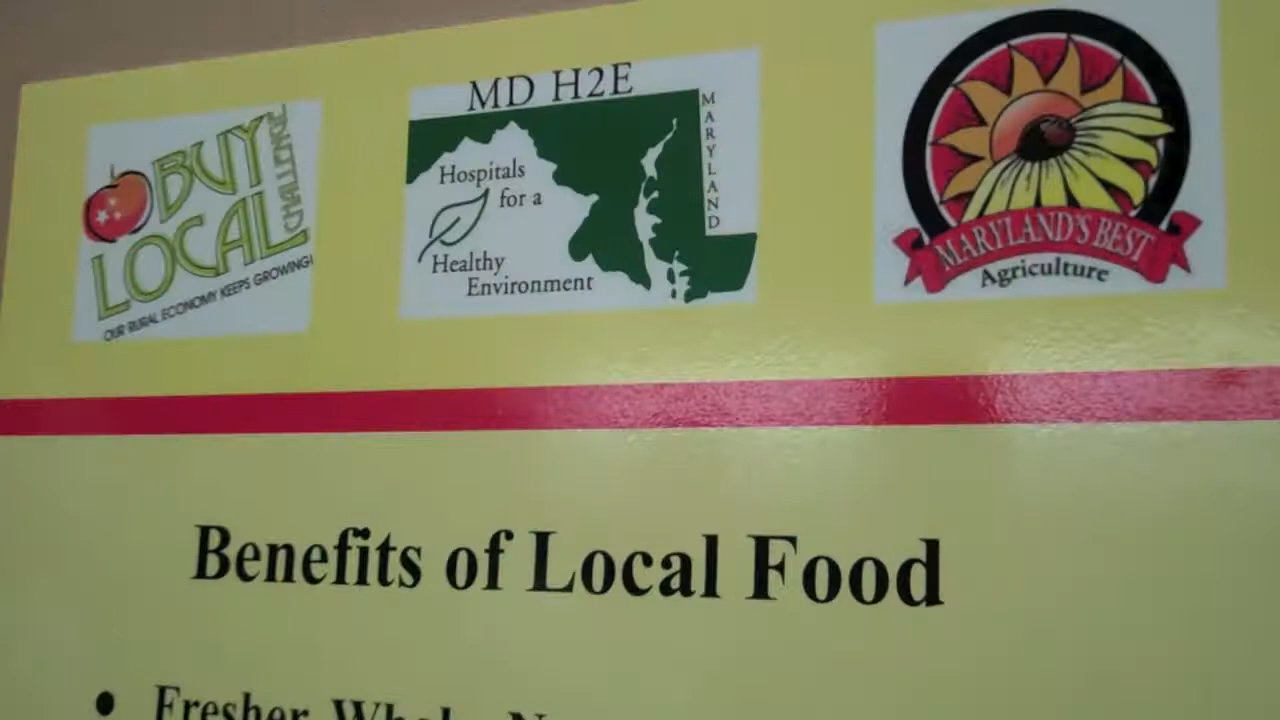 BUY
LOCAL
CHALLENGE
OUR RURAL ECONOMY KEEPS GROWING!
MD H2E
MARYLAND
Hospitals
for a
Healthy
Environment
MARYLAND'S BEST
Agriculture
Benefits of Local Food
• Fresher